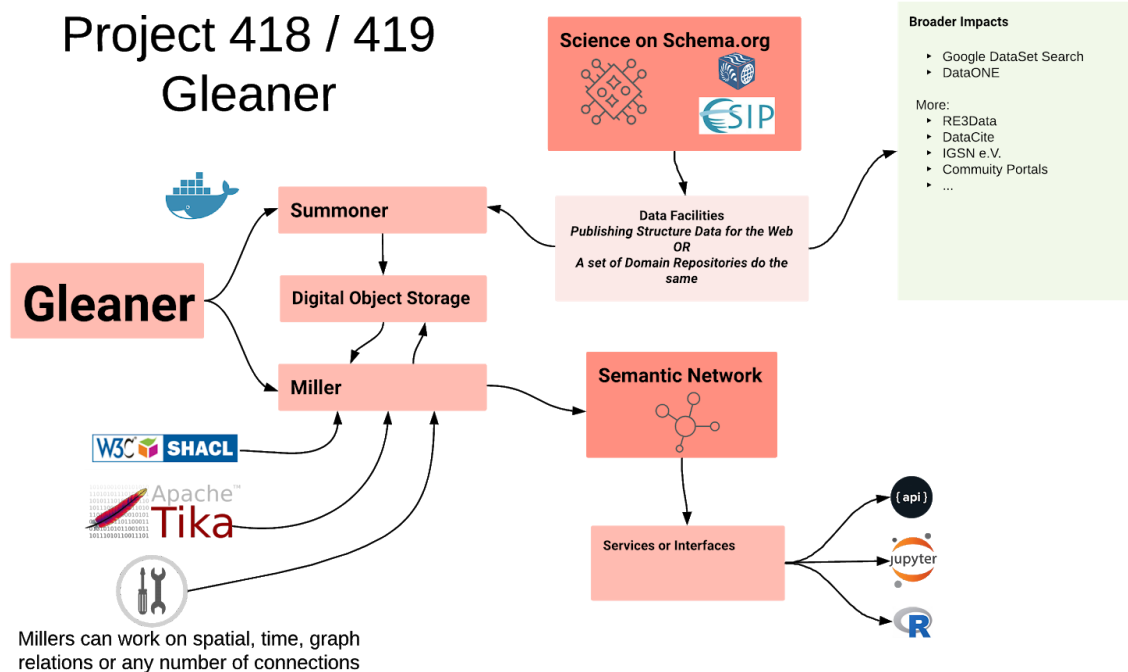 Project 418 / 419
Gleaner
Science on Schema.org
ESIP
Broader Impacts
Google DataSet Search
DataONE
More:
RE3Data
DataCite
IGSN e.V.
Commuity Portals
...
Summoner
Data Facilities
Publishing Structure Data for the Web
OR
A set of Domain Repositories do the
same
Gleaner
Digital Object Storage
Miller
Semantic Network
W3C SHACL
Apache™
Tika
Services or Interfaces
{ api }
jupyter
R
Millers can work on spatial, time, graph
relations or any number of connections